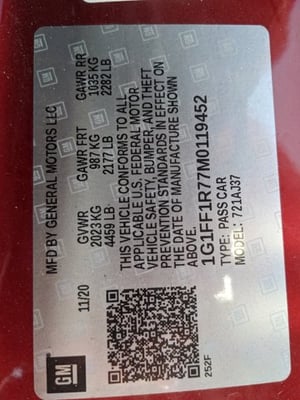 MFD BY GENERAL MOTORS LLC
11/20
GVWR
2023 KG
4459 LB
GAWR FRT
987 KG
2177 LB
GAWR RR
1035 KG
2282 LB
THIS VEHICLE CONFORMS TO ALL
APPLICABLE U.S. FEDERAL MOTOR
VEHICLE SAFETY, BUMPER, AND THEFT
PREVENTION STANDARDS IN EFFECT ON
THE DATE OF MANUFACTURE SHOWN
ABOVE.
1G1FF1R77M0119452
TYPE: PASS CAR
MODEL: 721AJ37
252F
GM